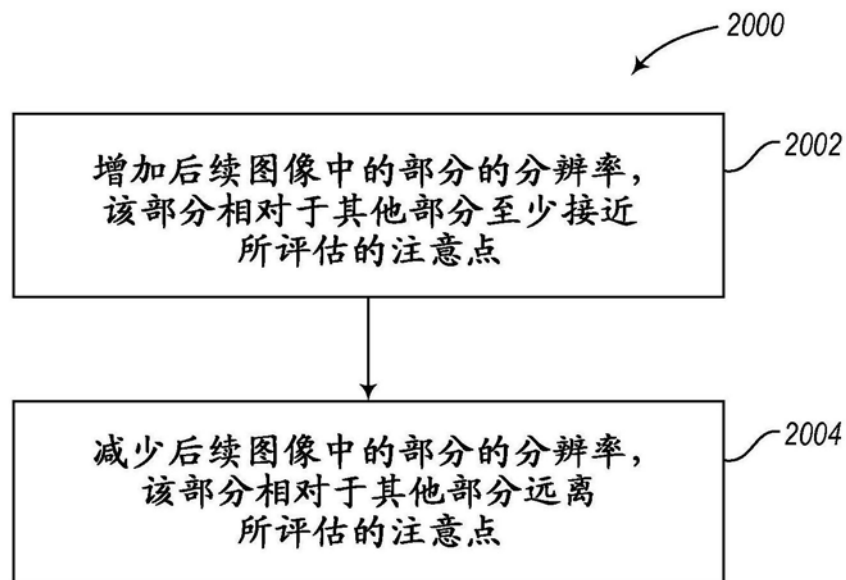 2000
2002
增加后续图像中的部分的分辨率，
该部分相对于其他部分至少接近
所评估的注意点
2004
减少后续图像中的部分的分辨率，
该部分相对于其他部分远离
所评估的注意点